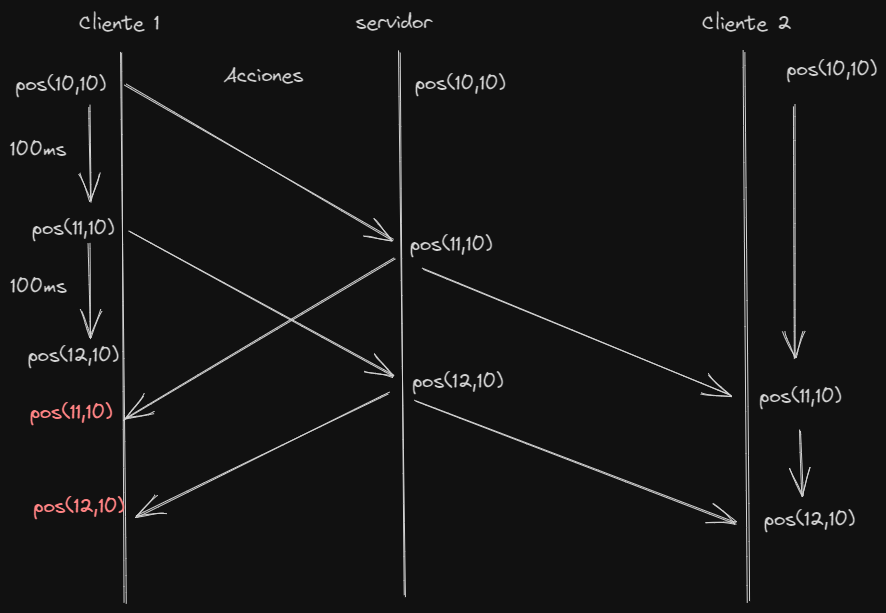 Cliente 1
servidor
Cliente 2
pos(10,10)
Acciones
pos(10,10)
pos(10,10)
100ms
pos(11,10)
pos(11,10)
100ms
pos(12,10)
pos(12,10)
pos(11,10)
pos(11,10)
pos(12,10)
pos(12,10)